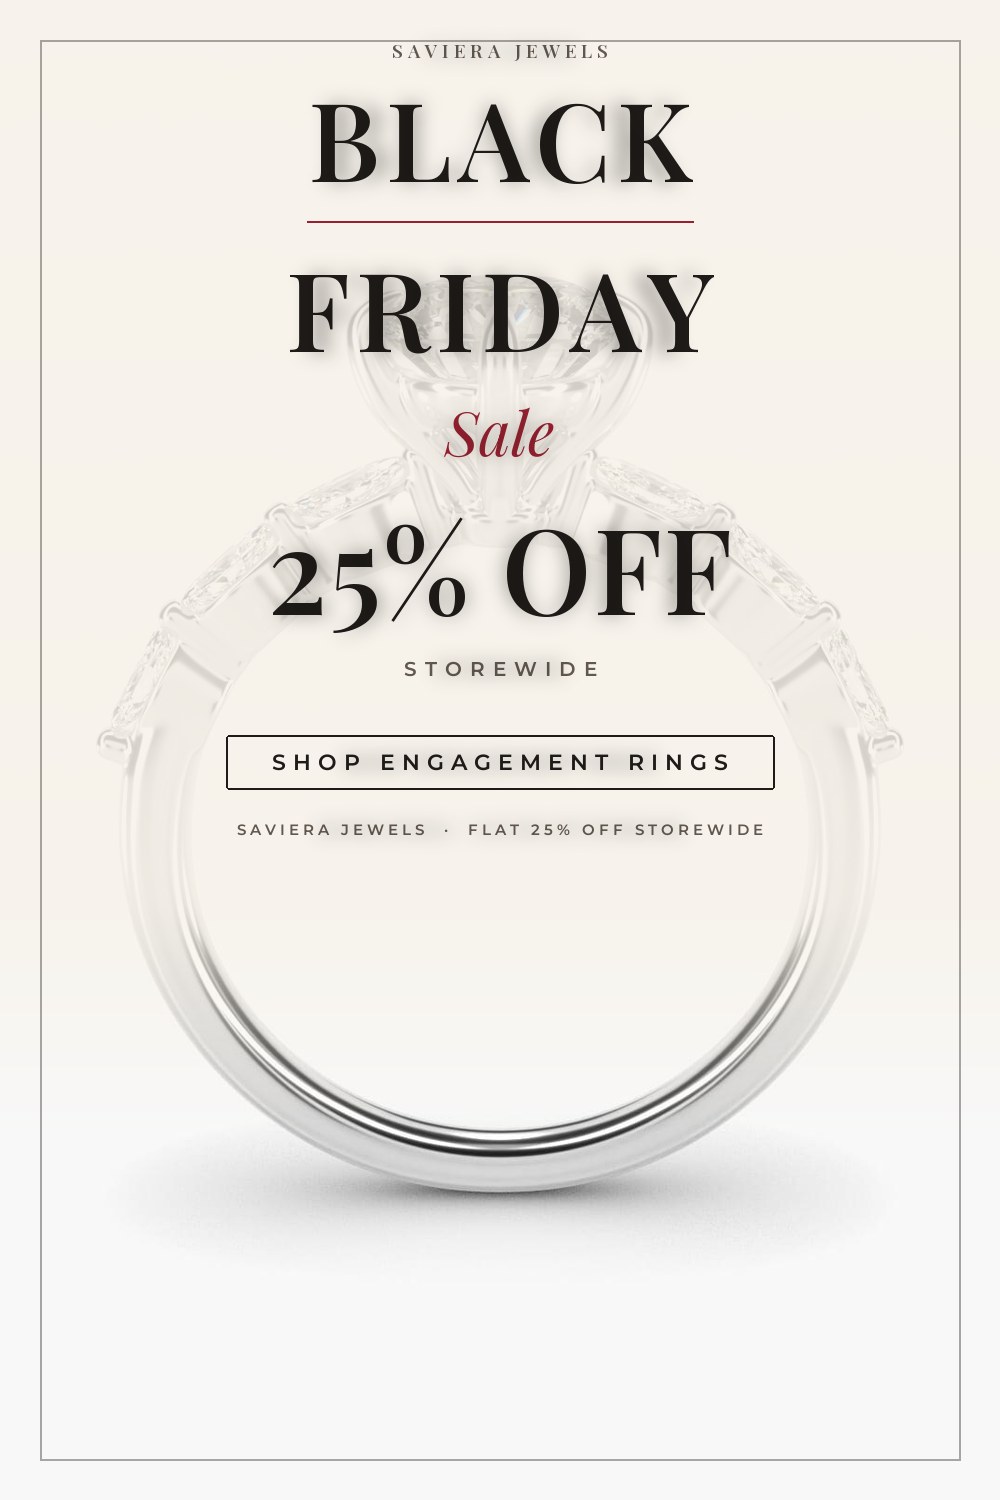 SAVIERA JEWELS
BLACK
FRIDAY
Sale
25% OFF
STOREWIDE
SHOP ENGAGEMENT RINGS
SAVIERA JEWELS · FLAT 25% OFF STOREWIDE